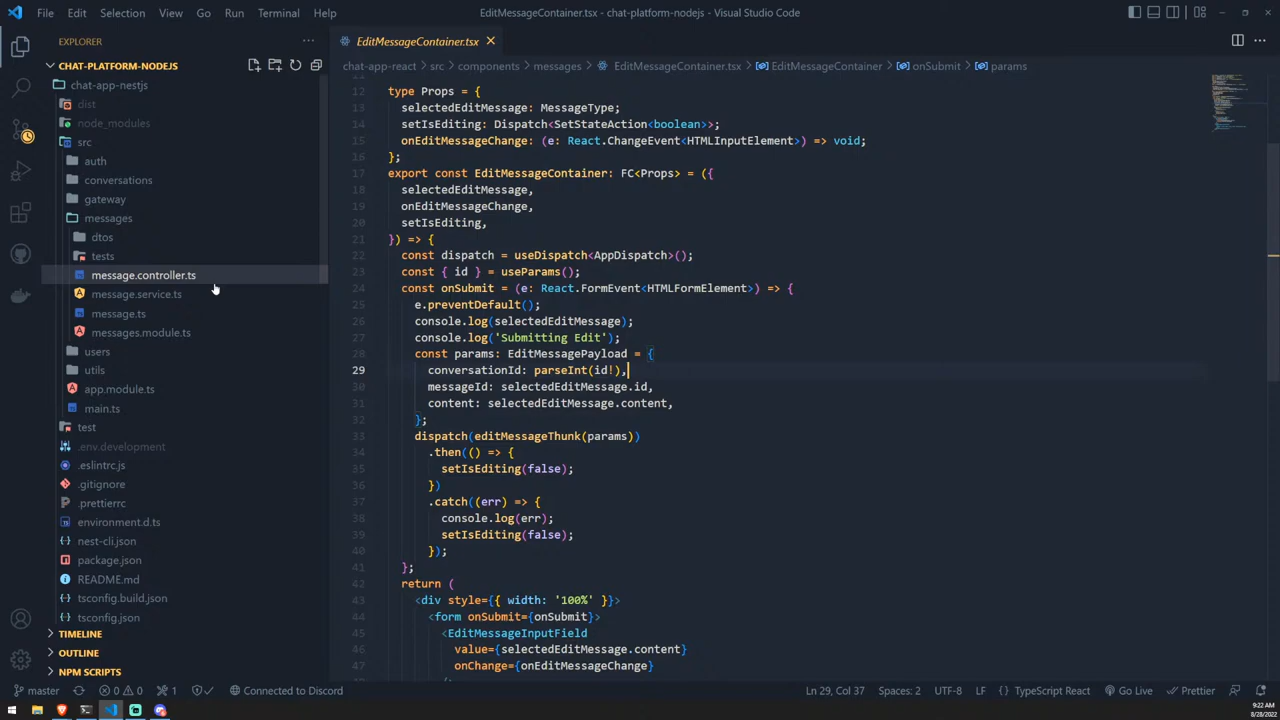 File Edit Selection View Go Run Terminal Help
EditMessageContainer.tsx - chat-platform-nodejs - Visual Studio Code
EXPLORER
CHAT-PLATFORM-NODEJS
chat-app-nestjs
dist
node_modules
src
auth
conversations
gateway
messages
dtos
tests
message.controller.ts
message.service.ts
message.ts
messages.module.ts
users
utils
app.module.ts
main.ts
test
.env.development
.eslintrc.js
.gitignore
.prettierrc
environment.d.ts
nest-cli.json
package.json
README.md
tsconfig.build.json
tsconfig.json
TIMELINE
OUTLINE
NPM SCRIPTS
EditMessageContainer.tsx
chat-app-react > src > components > messages > EditMessageContainer.tsx > EditMessageContainer > onSubmit > params
11
12 type Props = {
13 selectedEditMessage: MessageType;
14 setIsEditing: Dispatch<SetStateAction<boolean>>;
15 onEditMessageChange: (e: React.ChangeEvent<HTMLInputElement>) => void;
16 };
17 export const EditMessageContainer: FC<Props> = ({
18 selectedEditMessage,
19 onEditMessageChange,
20 setIsEditing,
21 }) => {
22 const dispatch = useDispatch<AppDispatch>();
23 const { id } = useParams();
24 const onSubmit = (e: React.FormEvent<HTMLFormElement>) => {
25 e.preventDefault();
26 console.log(selectedEditMessage);
27 console.log('Submitting Edit');
28 const params: EditMessagePayload = {
29 conversationId: parseInt(id!),
30 messageId: selectedEditMessage.id,
31 content: selectedEditMessage.content,
32 };
33 dispatch(editMessageThunk(params))
34 .then(() => {
35 setIsEditing(false);
36 })
37 .catch((err) => {
38 console.log(err);
39 setIsEditing(false);
40 });
41 };
42 return (
43 <div style={{ width: '100%' }}>
44 <form onSubmit={onSubmit}>
45 <EditMessageInputField
46 value={selectedEditMessage.content}
47 onChange={onEditMessageChange}
master 0 0 1 Connected to Discord
Ln 29, Col 37 Spaces: 2 UTF-8 LF {} TypeScript React Go Live Prettier
9:22 AM
8/28/2022